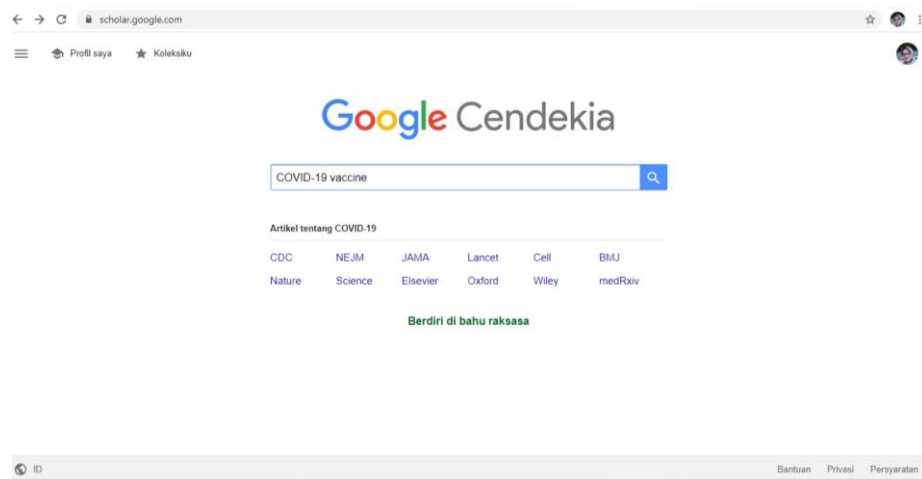 scholar.google.com
Profil saya Koleksiku
Google Cendekia
COVID-19 vaccine
Artikel tentang COVID-19
CDC NEJM JAMA Lancet Cell BMJ
Nature Science Elsevier Oxford Wiley medRxiv
Berdiri di bahu raksasa
ID Bantuan Privasi Persyaratan